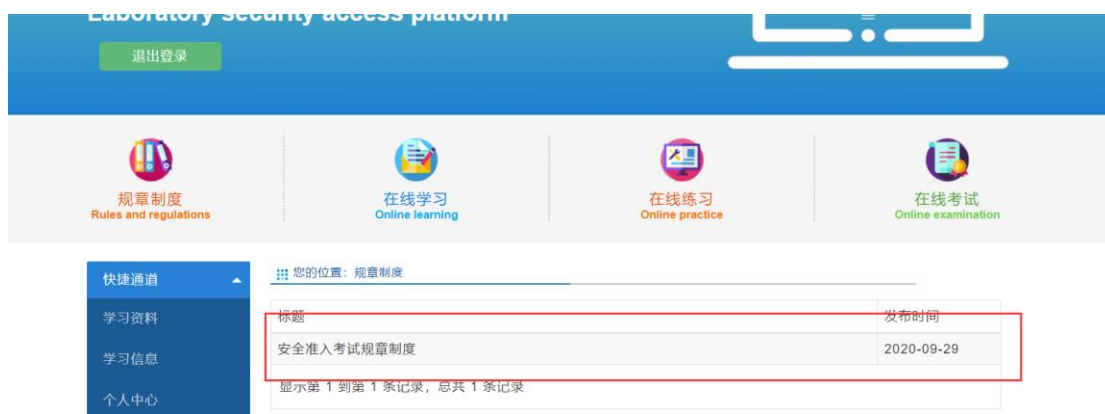 Laboratory security access platform
退出登录
规章制度
Rules and regulations
在线学习
Online learning
在线练习
Online practice
在线考试
Online examination
快捷通道
学习资料
学习信息
个人中心
您的位置：规章制度
标题 发布时间
安全准入考试规章制度 2020-09-29
显示第 1 到第 1 条记录，总共 1 条记录